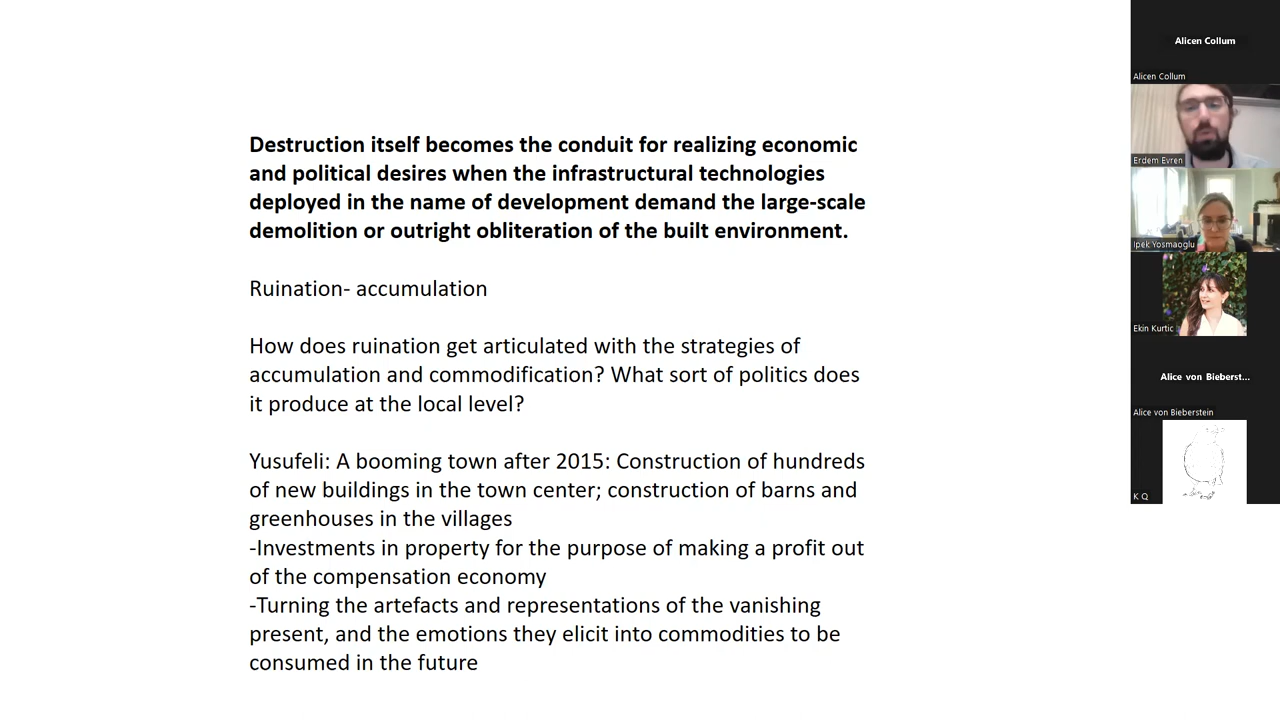 Destruction itself becomes the conduit for realizing economic
and political desires when the infrastructural technologies
deployed in the name of development demand the large-scale
demolition or outright obliteration of the built environment.
Ruination- accumulation
How does ruination get articulated with the strategies of
accumulation and commodification? What sort of politics does
it produce at the local level?
Yusufeli: A booming town after 2015: Construction of hundreds
of new buildings in the town center; construction of barns and
greenhouses in the villages
-Investments in property for the purpose of making a profit out
of the compensation economy
-Turning the artefacts and representations of the vanishing
present, and the emotions they elicit into commodities to be
consumed in the future
Alicen Collum
Alicen Collum
Erdem Evren
Ipek Yosmaoglu
Ekin Kurtic
Alice von Bieberst...
Alice von Bieberstein
K Q